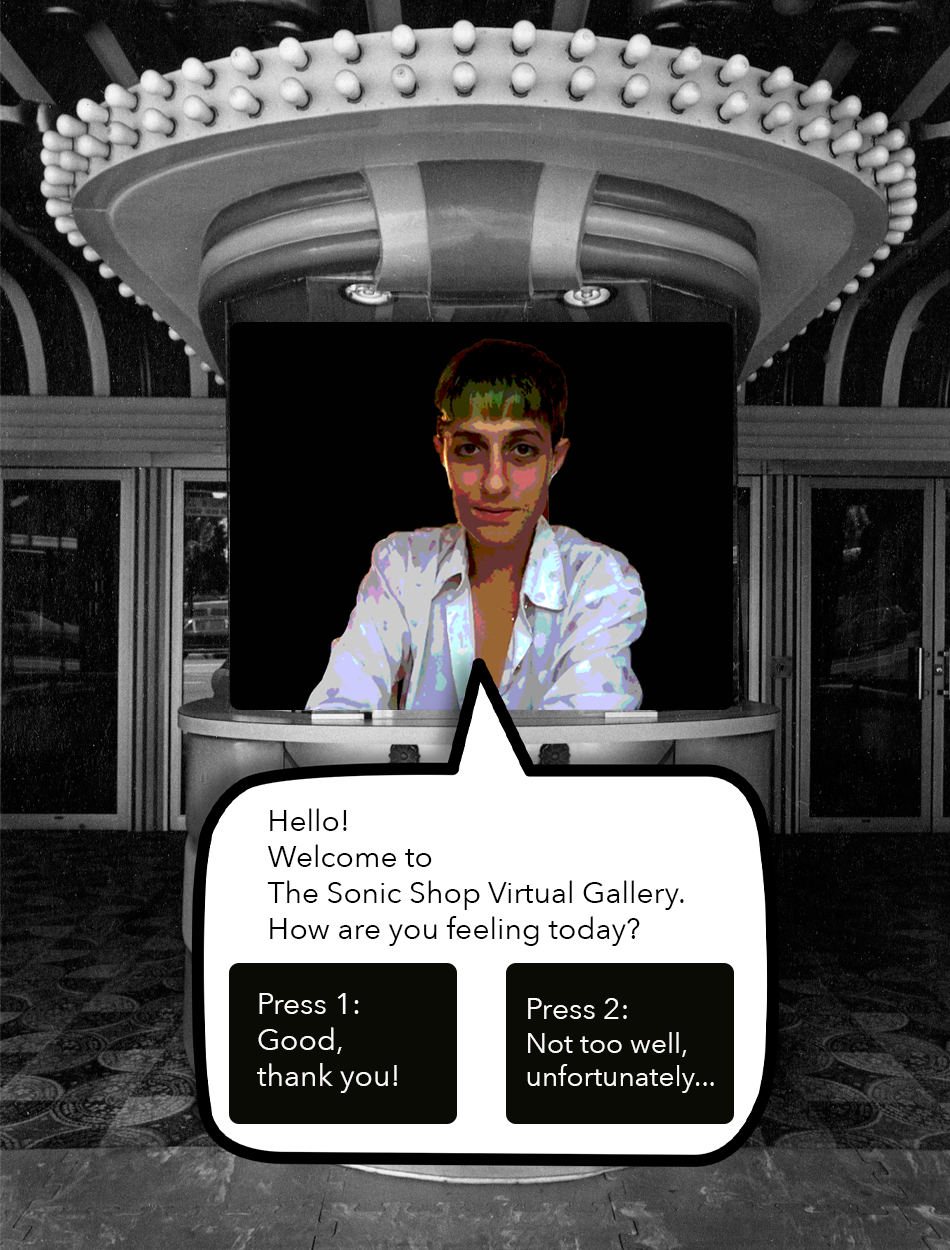 Hello!
Welcome to
The Sonic Shop Virtual Gallery.
How are you feeling today?
Press 1:
Good,
thank you!
Press 2:
Not too well,
unfortunately...